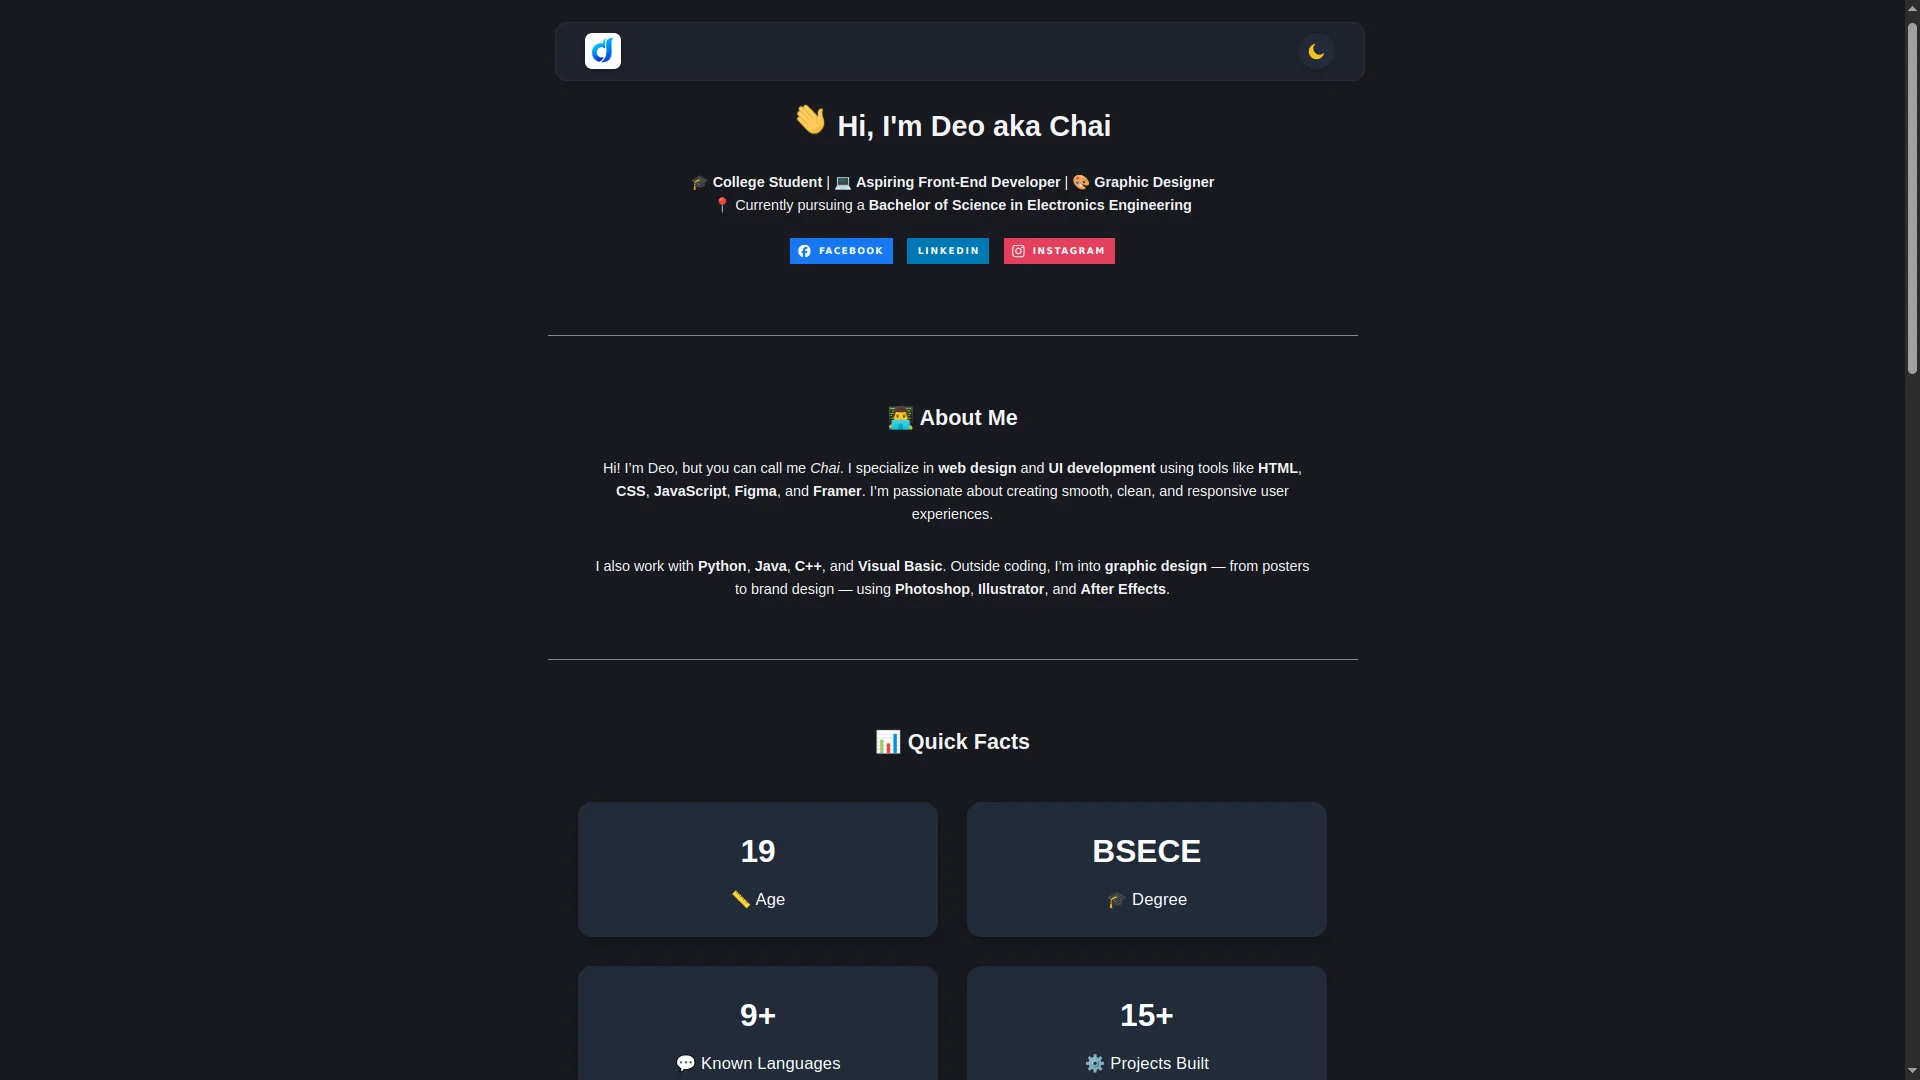 👋 Hi, I'm Deo aka Chai
🎓 College Student | 💻 Aspiring Front-End Developer | 🎨 Graphic Designer
📍 Currently pursuing a Bachelor of Science in Electronics Engineering
FACEBOOK LINKEDIN INSTAGRAM
👨‍💻 About Me
Hi! I’m Deo, but you can call me Chai. I specialize in web design and UI development using tools like HTML,
CSS, JavaScript, Figma, and Framer. I’m passionate about creating smooth, clean, and responsive user
experiences.
I also work with Python, Java, C++, and Visual Basic. Outside coding, I’m into graphic design — from posters
to brand design — using Photoshop, Illustrator, and After Effects.
📊 Quick Facts
19
📏 Age
BSECE
🎓 Degree
9+
💬 Known Languages
15+
⚙️ Projects Built